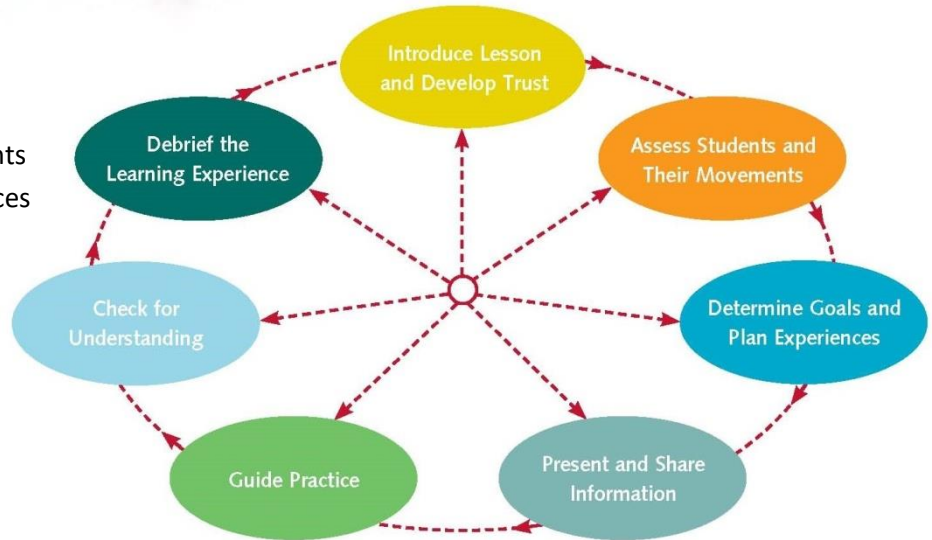 Introduce Lesson
and Develop Trust
Assess Students and
Their Movements
Determine Goals and
Plan Experiences
Present and Share
Information
Guide Practice
Check for
Understanding
Debrief the
Learning Experience